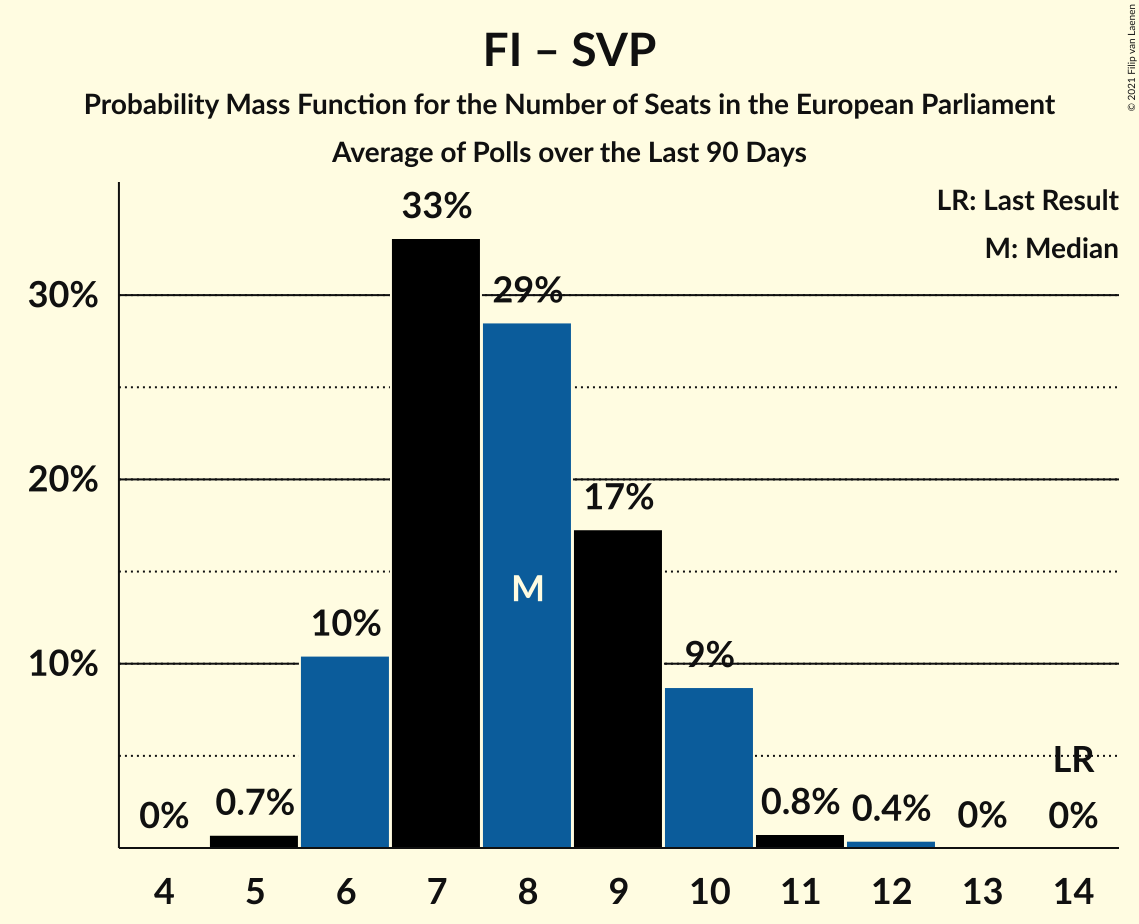 FI – SVP
Probability Mass Function for the Number of Seats in the European Parliament
Average of Polls over the Last 90 Days
© 2021 Filip van Laenen
LR: Last Result
M: Median
33%
29%
17%
10%
9%
0%
0.7%
0.8%
0.4%
0%
0%
LR
M
30%
20%
10%
4 5 6 7 8 9 10 11 12 13 14